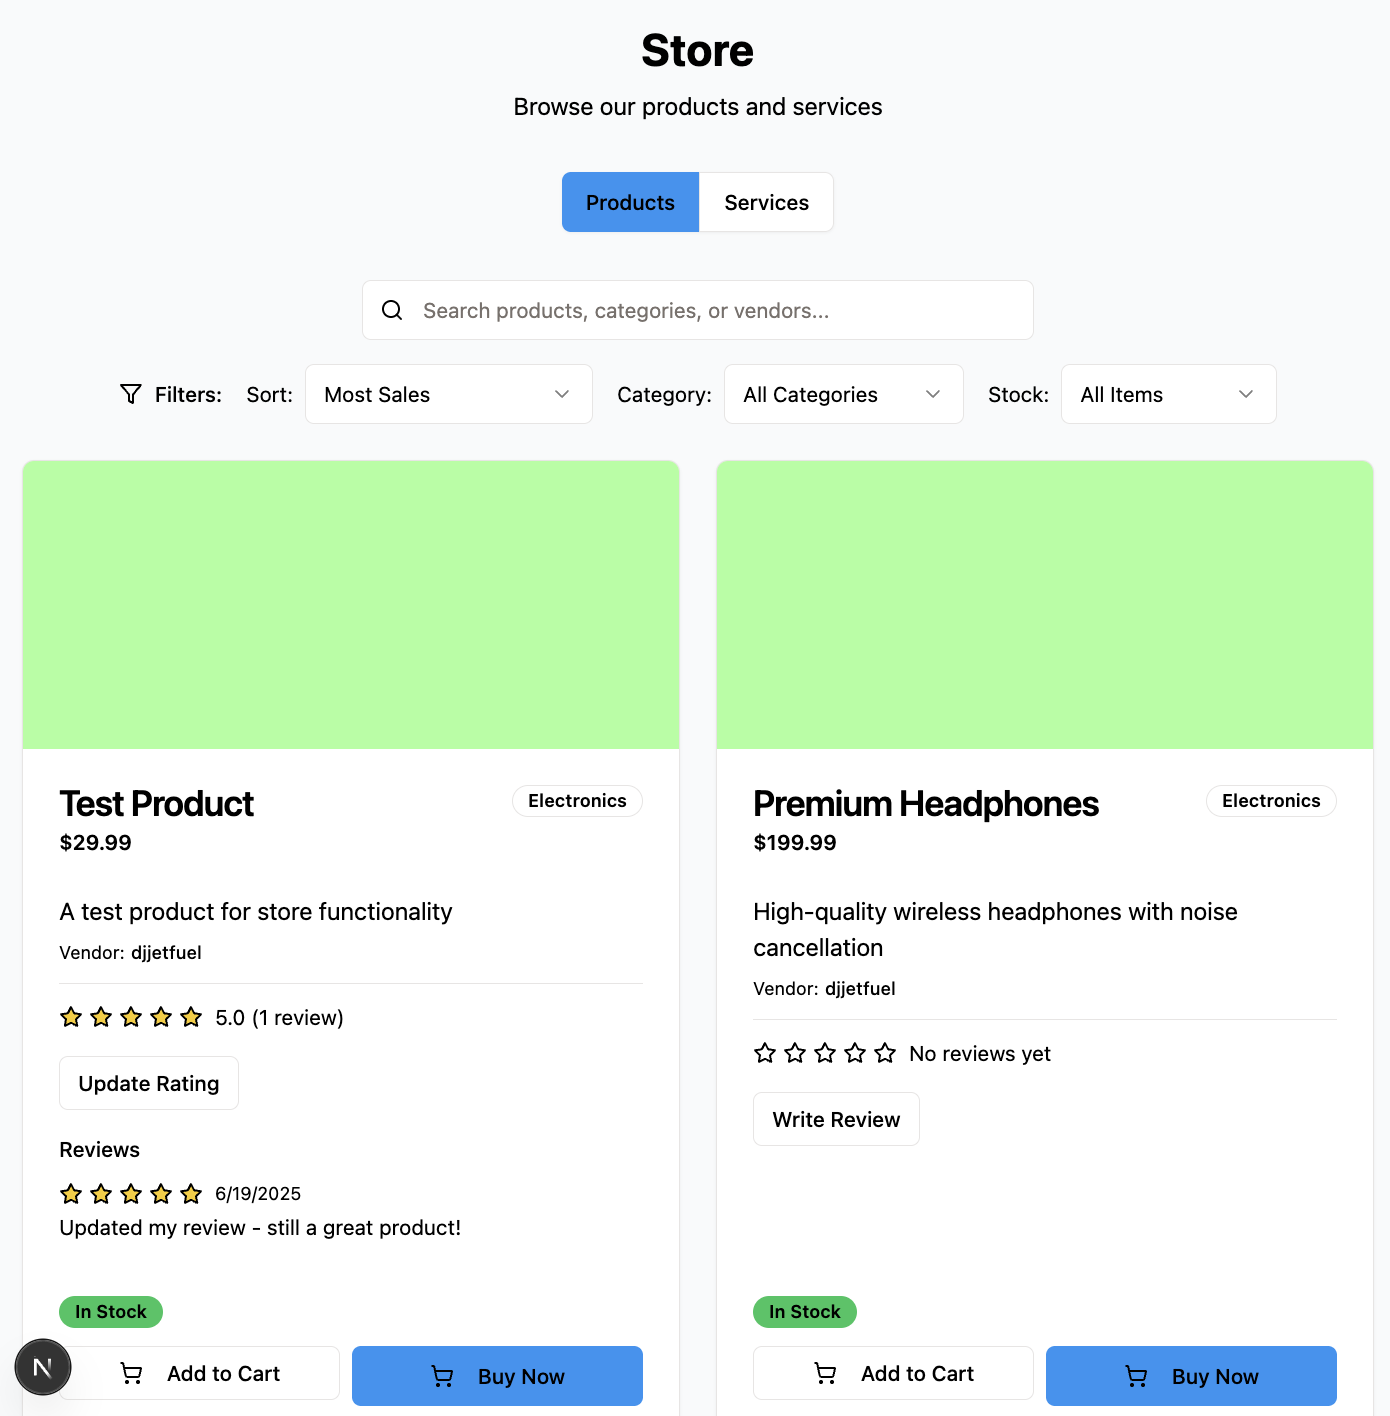 Store
Browse our products and services
Products Services
Search products, categories, or vendors...
Filters: Sort: Most Sales Category: All Categories Stock: All Items
Test Product Electronics
$29.99
A test product for store functionality
Vendor: djjetfuel
5.0 (1 review)
Update Rating
Reviews
6/19/2025
Updated my review - still a great product!
In Stock
Add to Cart Buy Now
Premium Headphones Electronics
$199.99
High-quality wireless headphones with noise
cancellation
Vendor: djjetfuel
No reviews yet
Write Review
In Stock
Add to Cart Buy Now
N